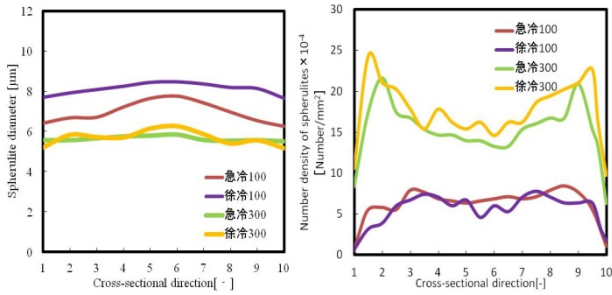 Spherulite diameter [μm]
12
10
8
6
4
2
0
急冷100
徐冷100
急冷300
徐冷300
1 2 3 4 5 6 7 8 9 10
Cross-sectional direction[ - ]
Number density of spherulites×10⁻⁴
[Number/mm²]
30
25
20
15
10
5
0
急冷100
徐冷100
急冷300
徐冷300
1 2 3 4 5 6 7 8 9 10
Cross-sectional direction[-]